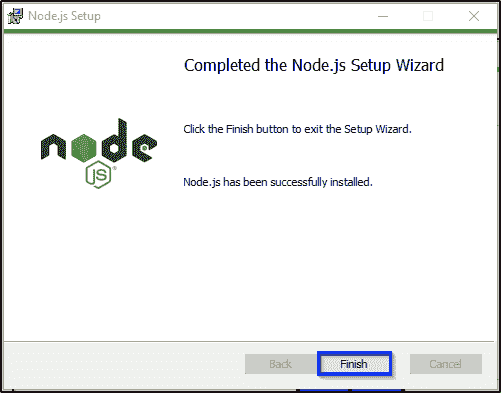 Node.js Setup
Completed the Node.js Setup Wizard
Click the Finish button to exit the Setup Wizard.
node
JS®
Node.js has been successfully installed.
Back
Finish
Cancel